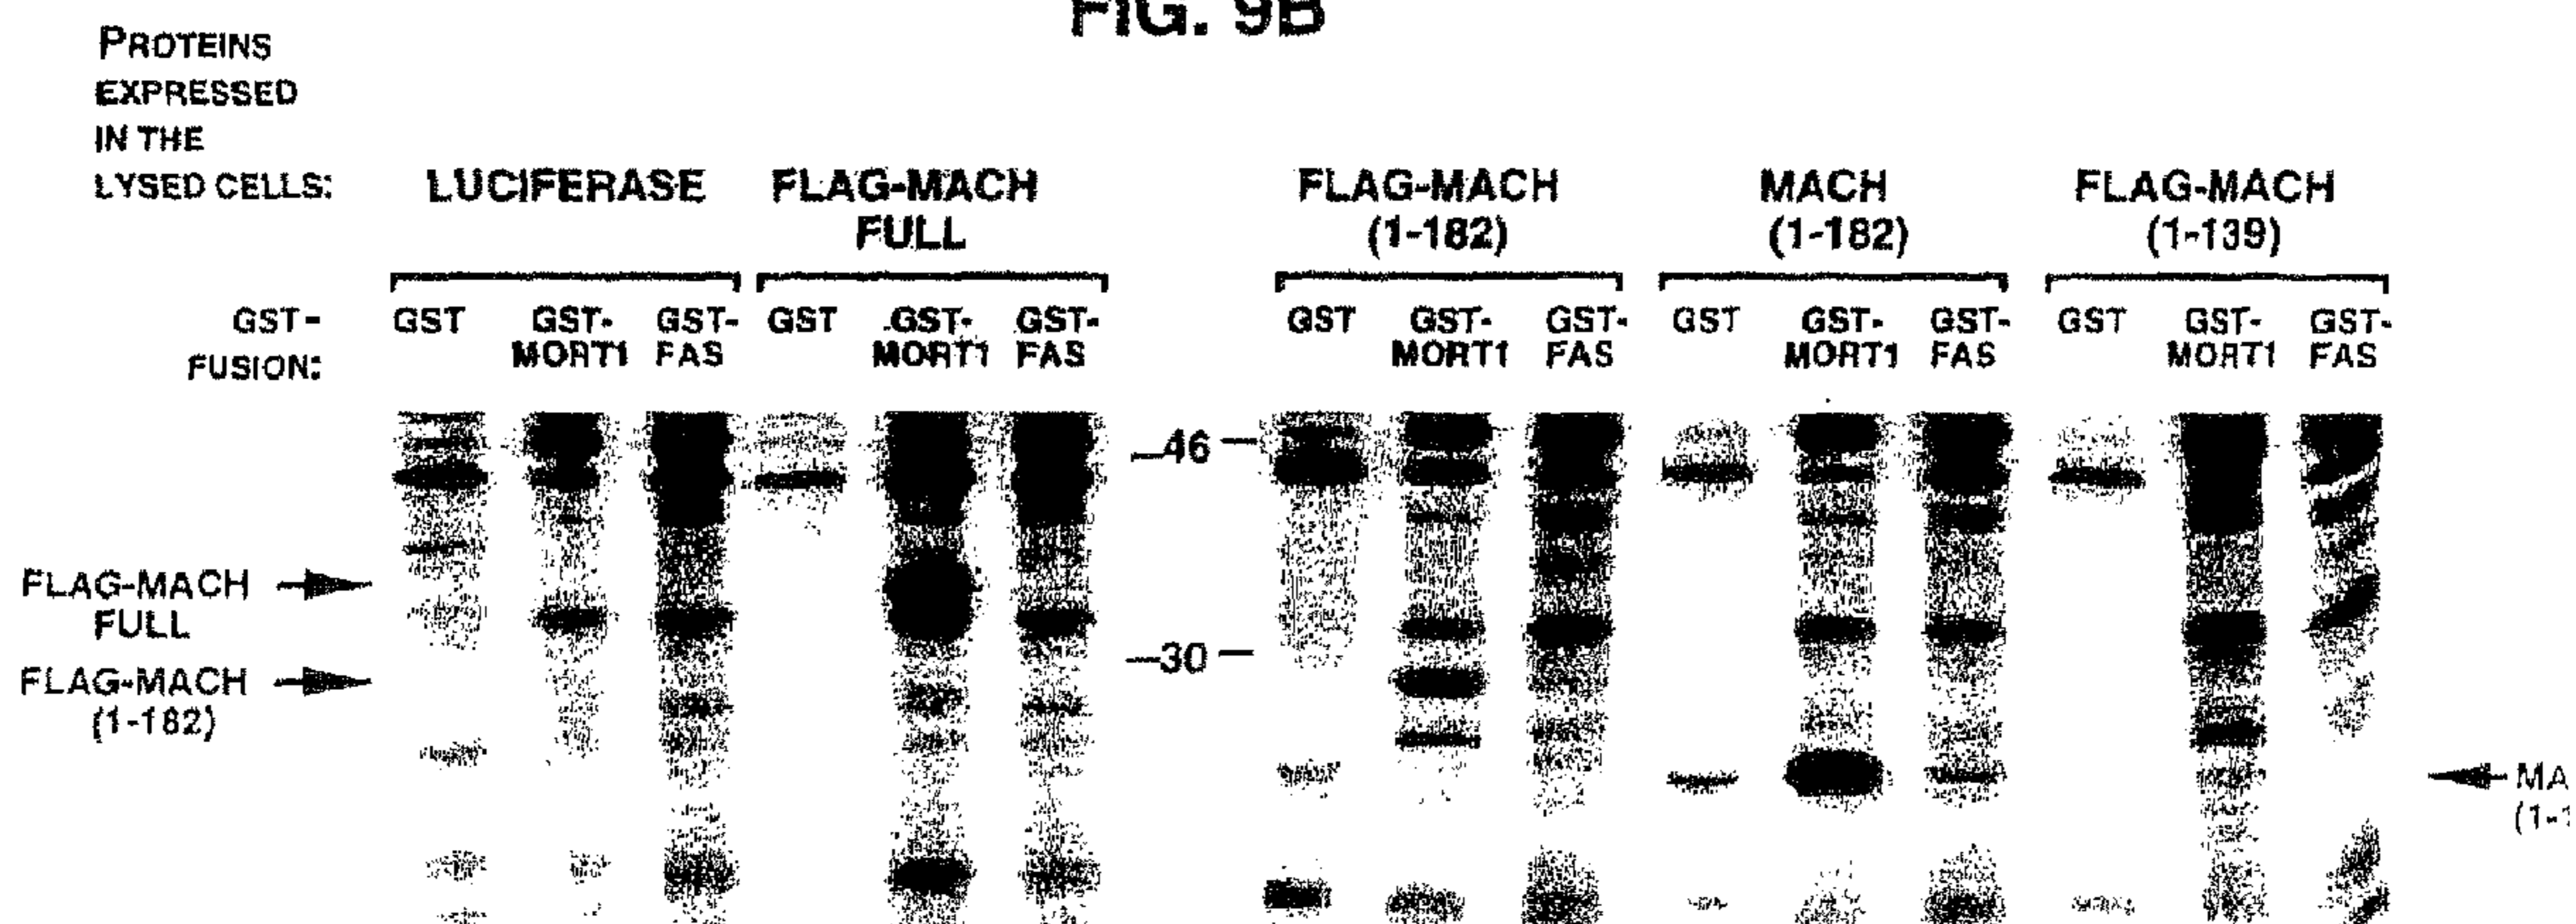 FIG. 9B
PROTEINS
EXPRESSED
IN THE
LYSED CELLS:
LUCIFERASE FLAG-MACH FLAG-MACH MACH FLAG-MACH
FULL (1-182) (1-182) (1-139)
GST- GST GST- GST- GST GST- GST- GST GST- GST- GST GST- GST- GST GST- GST-
FUSION: MORT1 FAS MORT1 FAS MORT1 FAS MORT1 FAS MORT1 FAS
46
FLAG-MACH
FULL
30
FLAG-MACH
(1-182)